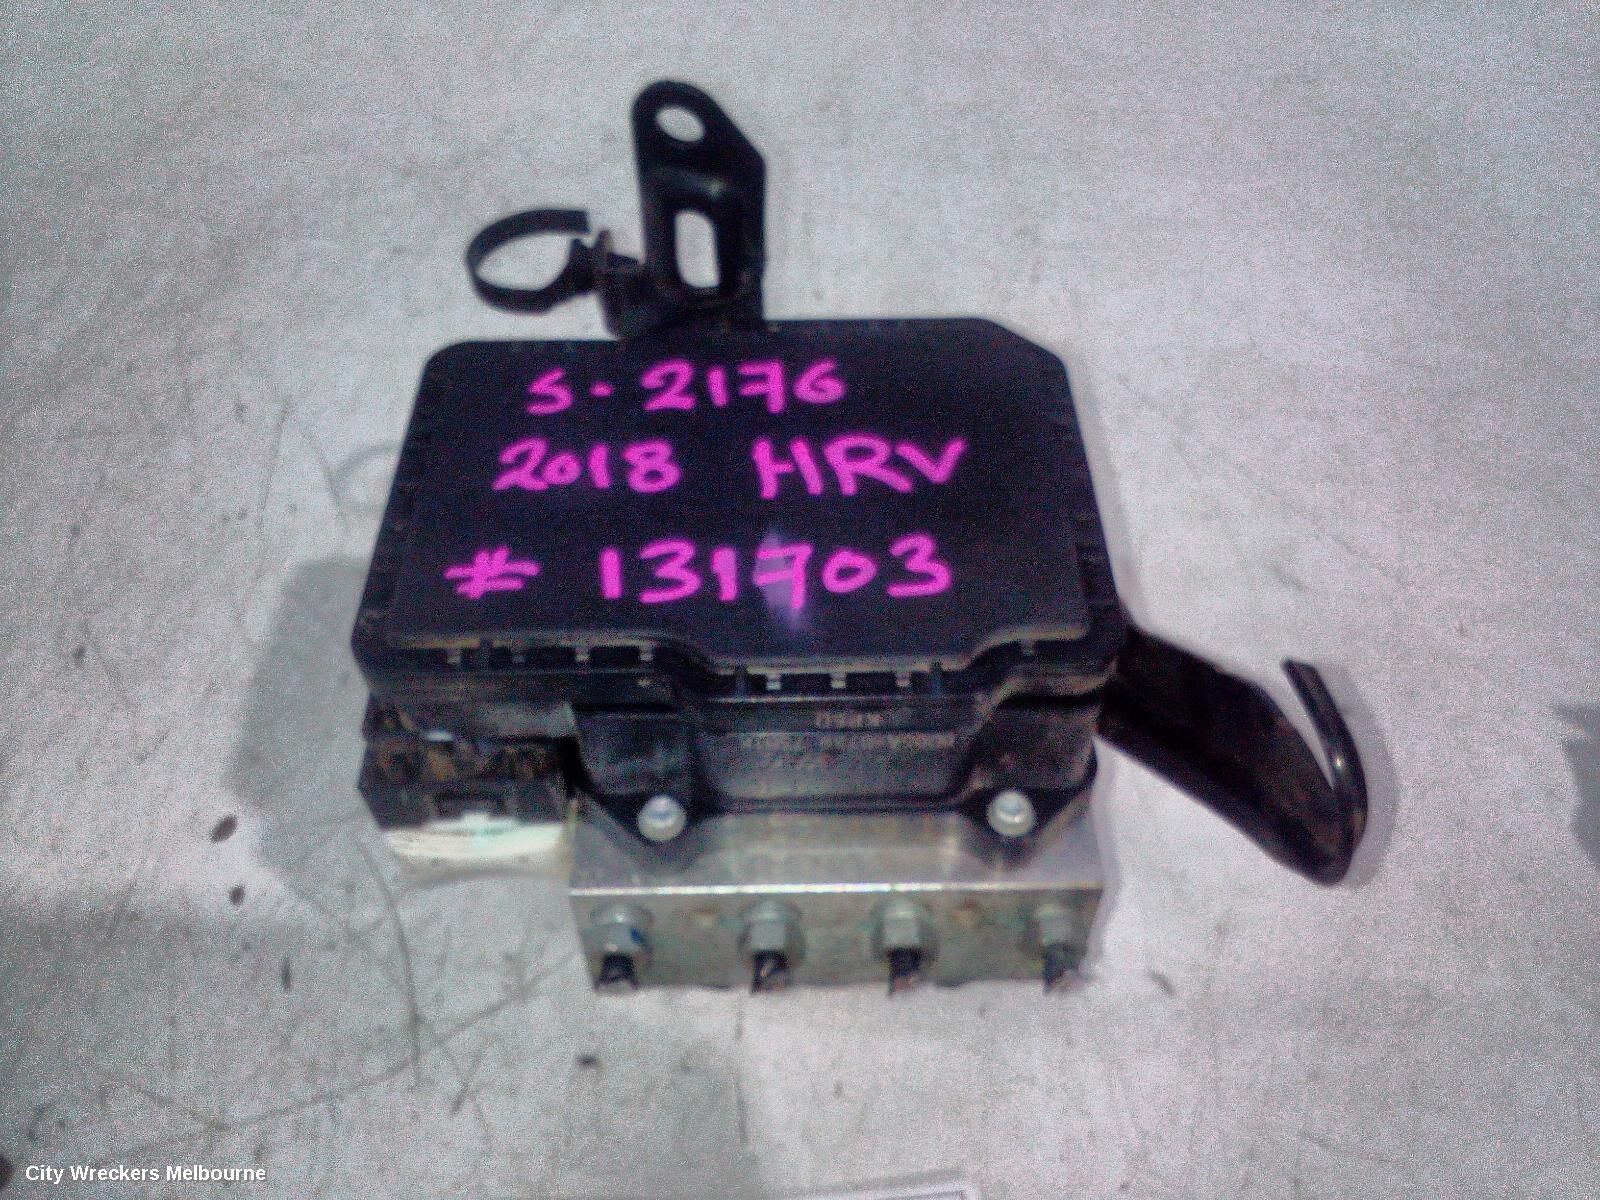 S-2176
2018 HRV
# 131703
City Wreckers Melbourne